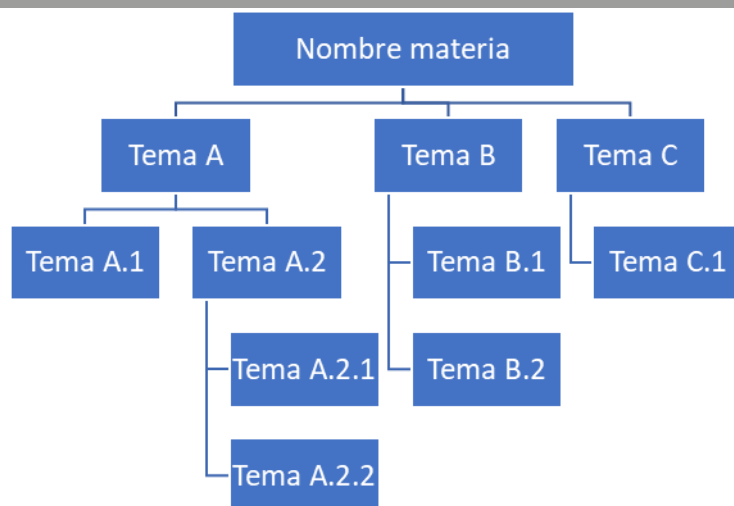 Nombre materia
Tema A
Tema B
Tema C
Tema A.1
Tema A.2
Tema B.1
Tema C.1
Tema A.2.1
Tema B.2
Tema A.2.2